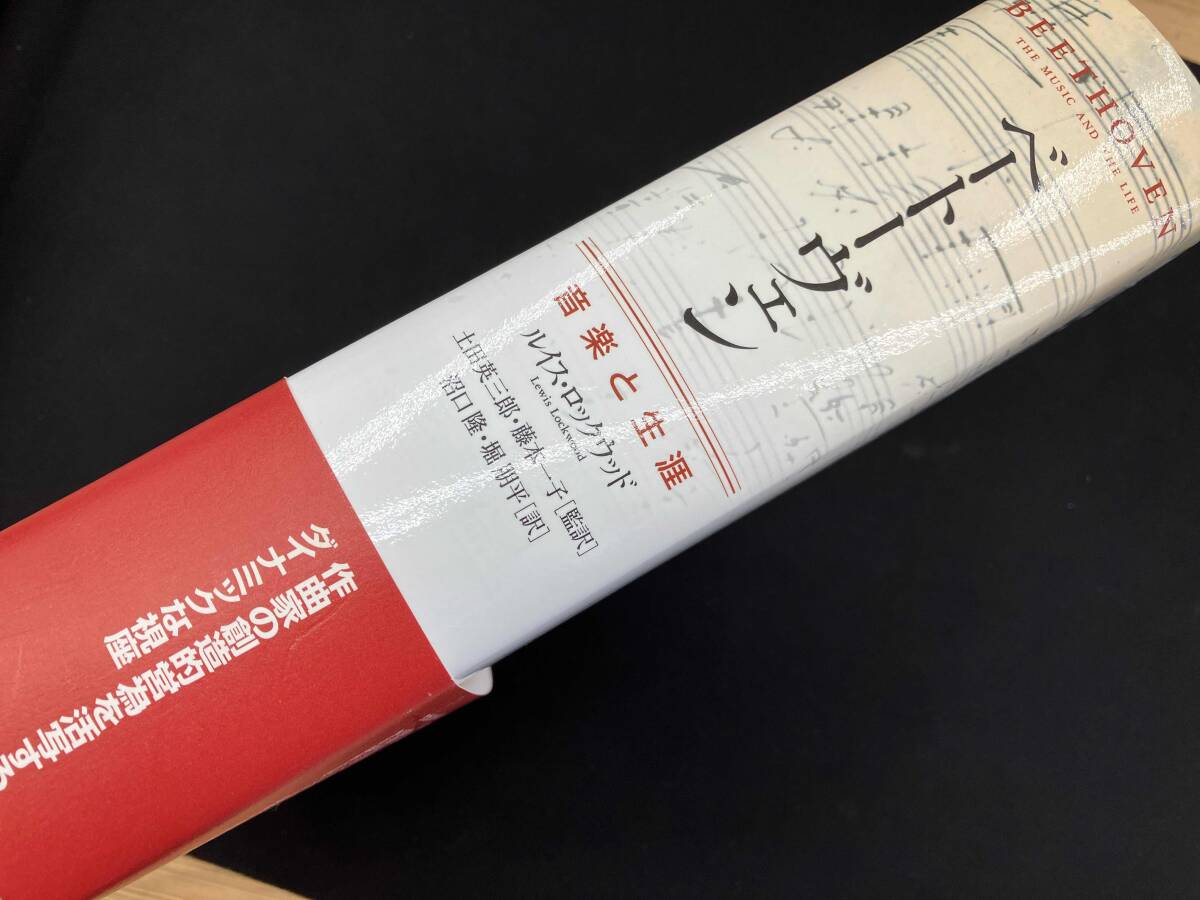 BEETHOVEN
THE MUSIC AND THE LIFE
ベートーヴェン
音楽と生涯
ルイス・ロックウッド
Lewis Lockwood
土田英三郎・藤本一子[監訳]
沼口隆・堀朋平[訳]
作曲家の創造的営為を活写する
ダイナミックな視座